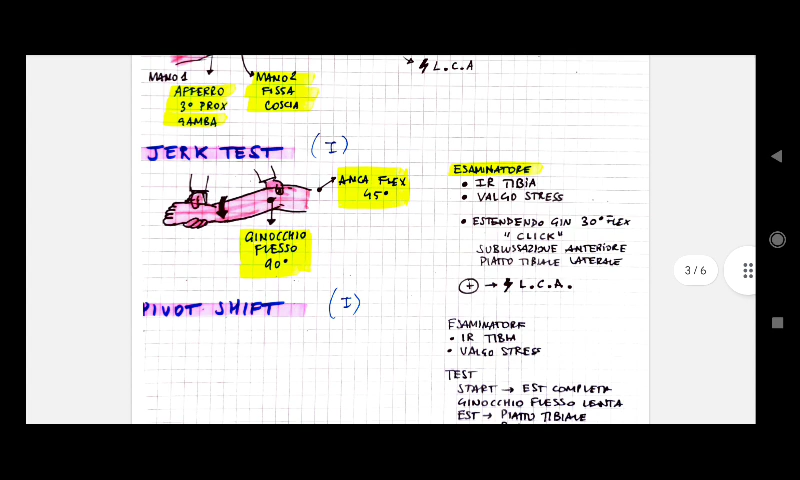 L.C.A
MANO 1
MANO 2
AFFERRO
3° PROX
GAMBA
FISSA
COSCIA
JERK TEST (I)
ANCA FLEX
45°
GINOCCHIO
FLESSO
90°
ESAMINATORE
• IR TIBIA
• VALGO STRESS
• ESTENDENDO GIN 30° FLEX
"CLICK"
SUBLUSSAZIONE ANTERIORE
PIATTO TIBIALE LATERALE
+ → L.C.A.
3 / 6
PIVOT SHIFT (I)
ESAMINATORE
• IR TIBIA
• VALGO STRESS
TEST
START → EST COMPLETA
GINOCCHIO FLESSO LENTA
EST → PIATTO TIBIALE